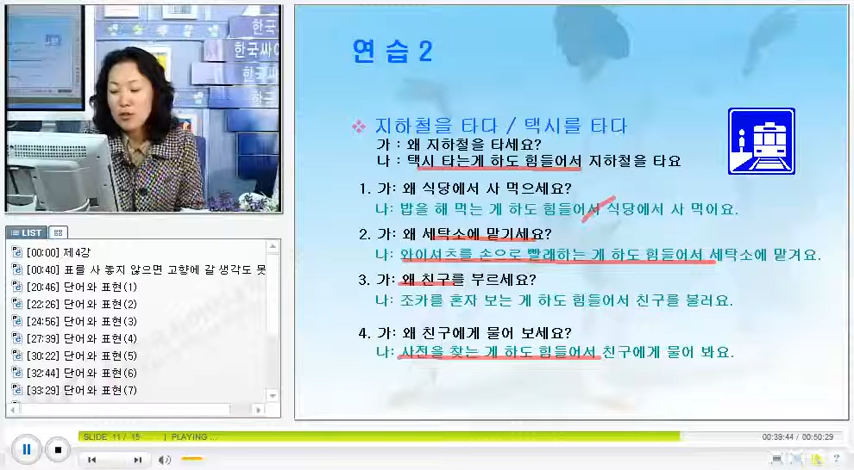 한국
한국싸이
한국싸
LIST
[00:00] 제4강
[00:40] 표를 사 놓지 않으면 고향에 갈 생각도 못
[20:46] 단어와 표현(1)
[22:26] 단어와 표현(2)
[24:56] 단어와 표현(3)
[27:39] 단어와 표현(4)
[30:22] 단어와 표현(5)
[32:44] 단어와 표현(6)
[33:29] 단어와 표현(7)
연습2
지하철을 타다 / 택시를 타다
가 : 왜 지하철을 타세요?
나 : 택시 타는게 하도 힘들어서 지하철을 타요
1. 가: 왜 식당에서 사 먹으세요?
나: 밥을 해 먹는 게 하도 힘들어서 식당에서 사 먹어요.
2. 가: 왜 세탁소에 맡기세요?
나: 와이셔츠를 손으로 빨래하는 게 하도 힘들어서 세탁소에 맡겨요.
3. 가: 왜 친구를 부르세요?
나: 조카를 혼자 보는 게 하도 힘들어서 친구를 불러요.
4. 가: 왜 친구에게 물어 보세요?
나: 사전을 찾는 게 하도 힘들어서 친구에게 물어 봐요.
SLIDE 11 / 15 ... | PLAYING ...
00:39:44 / 00:50:29